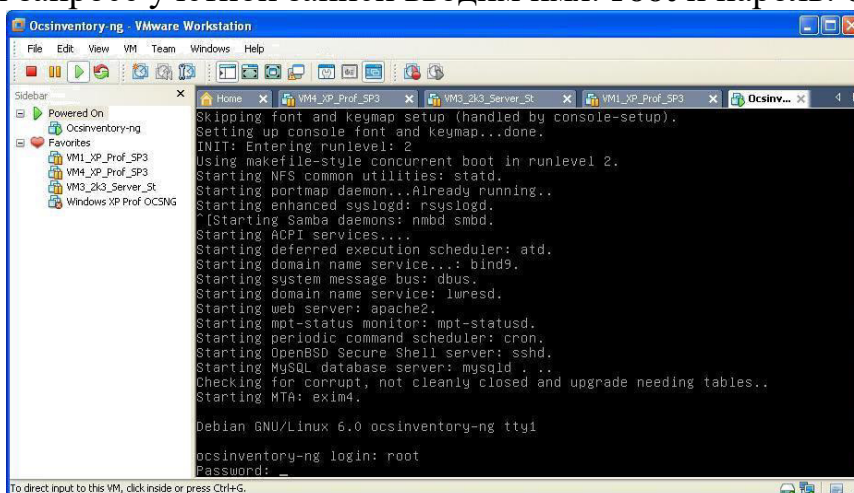 запросе учетной записи вводим имя: root и пароль:
Ocsinventory-ng - VMware Workstation
File Edit View VM Team Windows Help
Sidebar
Powered On
Ocsinventory-ng
Favorites
VM1_XP_Prof_SP3
VM4_XP_Prof_SP3
VM3_2k3_Server_St
Windows XP Prof OCSNG
Home VM4_XP_Prof_SP3 VM3_2k3_Server_St VM1_XP_Prof_SP3 Ocsinv...
Skipping font and keymap setup (handled by console-setup).
Setting up console font and keymap...done.
INIT: Entering runlevel: 2
Using makefile-style concurrent boot in runlevel 2.
Starting NFS common utilities: statd.
Starting portmap daemon...Already running..
Starting enhanced syslogd: rsyslogd.
^[Starting Samba daemons: nmbd smbd.
Starting ACPI services....
Starting deferred execution scheduler: atd.
Starting domain name service...: bind9.
Starting system message bus: dbus.
Starting domain name service: lwresd.
Starting web server: apache2.
Starting mpt-status monitor: mpt-statusd.
Starting periodic command scheduler: cron.
Starting OpenBSD Secure Shell server: sshd.
Starting MySQL database server: mysqld . ..
Checking for corrupt, not cleanly closed and upgrade needing tables..
Starting MTA: exim4.
Debian GNU/Linux 6.0 ocsinventory-ng tty1
ocsinventory-ng login: root
Password: _
To direct input to this VM, click inside or press Ctrl+G.